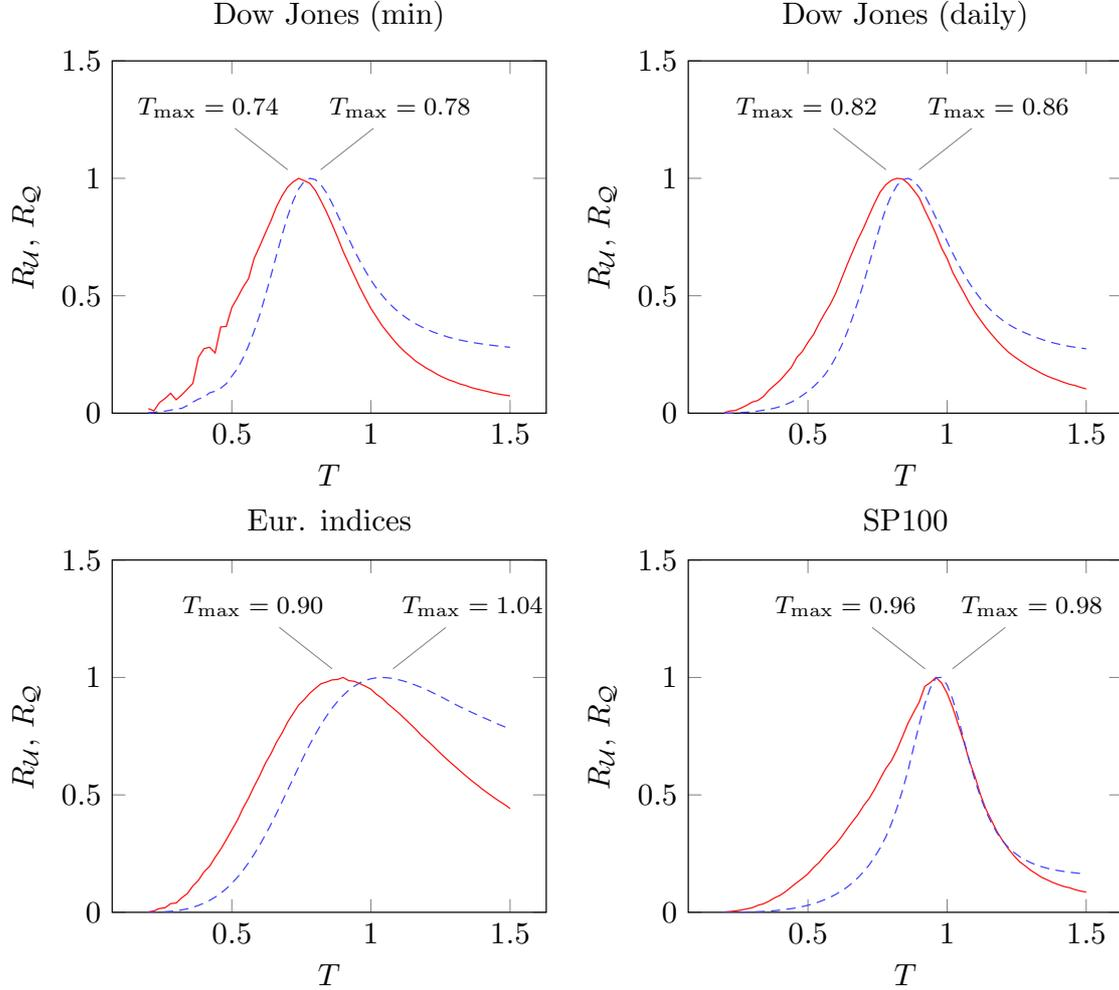 Dow Jones (min)
1.5
T_max = 0.74
T_max = 0.78
1
0.5
0
R_𝒰, R_𝒬
0.5
1
1.5
T
Dow Jones (daily)
1.5
T_max = 0.82
T_max = 0.86
1
0.5
0
R_𝒰, R_𝒬
0.5
1
1.5
T
Eur. indices
1.5
T_max = 0.90
T_max = 1.04
1
0.5
0
R_𝒰, R_𝒬
0.5
1
1.5
T
SP100
1.5
T_max = 0.96
T_max = 0.98
1
0.5
0
R_𝒰, R_𝒬
0.5
1
1.5
T